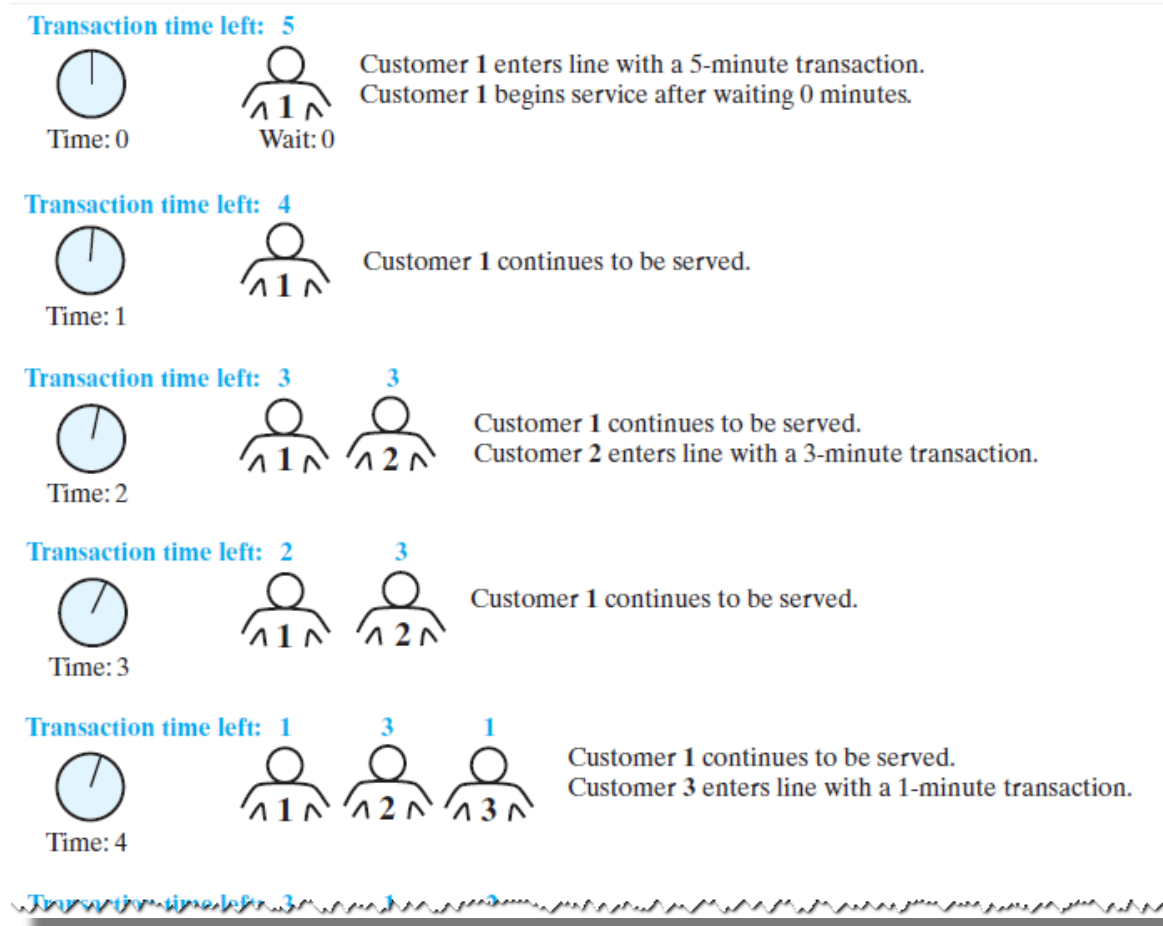 Transaction time left: 5
Customer 1 enters line with a 5-minute transaction.
Customer 1 begins service after waiting 0 minutes.
1
Time: 0 Wait: 0
Transaction time left: 4
Customer 1 continues to be served.
1
Time: 1
Transaction time left: 3 3
Customer 1 continues to be served.
Customer 2 enters line with a 3-minute transaction.
1 2
Time: 2
Transaction time left: 2 3
Customer 1 continues to be served.
1 2
Time: 3
Transaction time left: 1 3 1
Customer 1 continues to be served.
Customer 3 enters line with a 1-minute transaction.
1 2 3
Time: 4
Transaction time left: 3 1